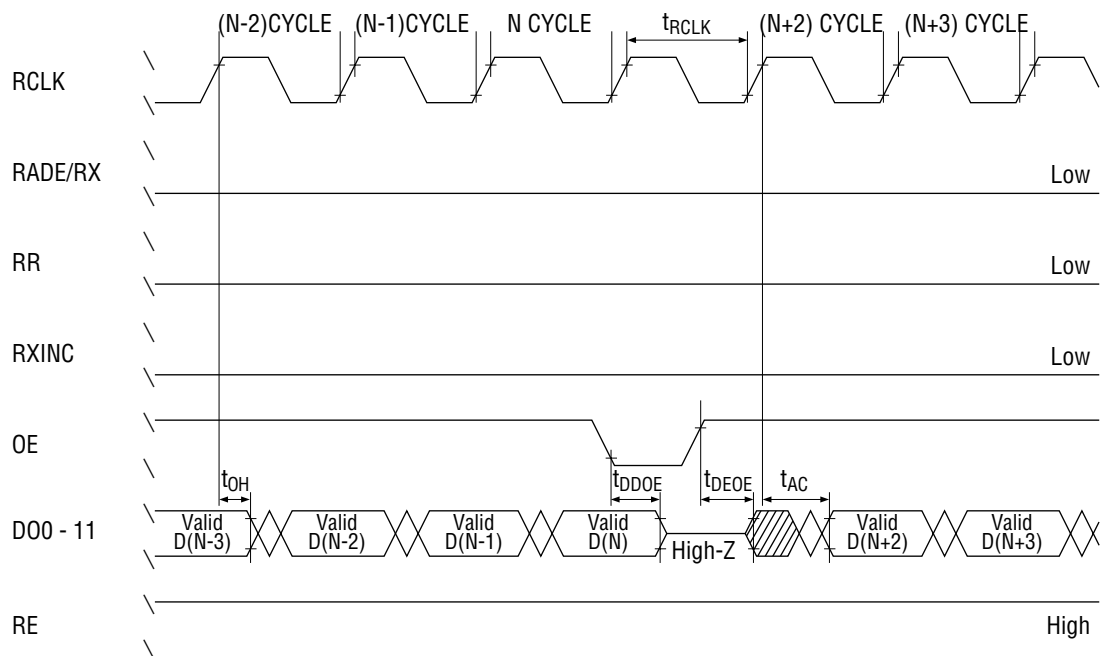 (N-2)CYCLE (N-1)CYCLE N CYCLE tRCLK (N+2) CYCLE (N+3) CYCLE
RCLK
RADE/RX Low
RR Low
RXINC Low
OE
tOH tDDOE tDEOE tAC
DO0 - 11
Valid D(N-3)
Valid D(N-2)
Valid D(N-1)
Valid D(N)
High-Z
Valid D(N+2)
Valid D(N+3)
RE High